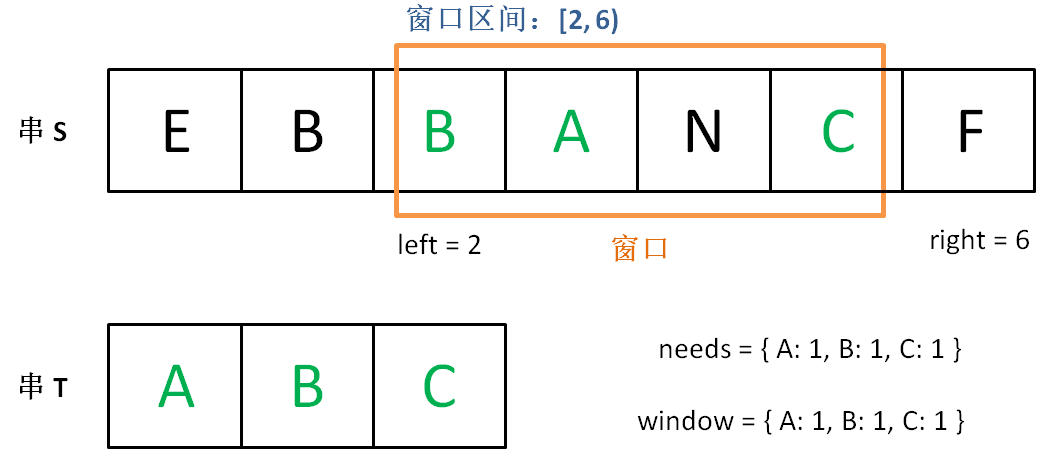 窗口区间：[2, 6)
串 S
E B B A N C F
left = 2
窗口
right = 6
串 T
A B C
needs = { A: 1, B: 1, C: 1 }
window = { A: 1, B: 1, C: 1 }